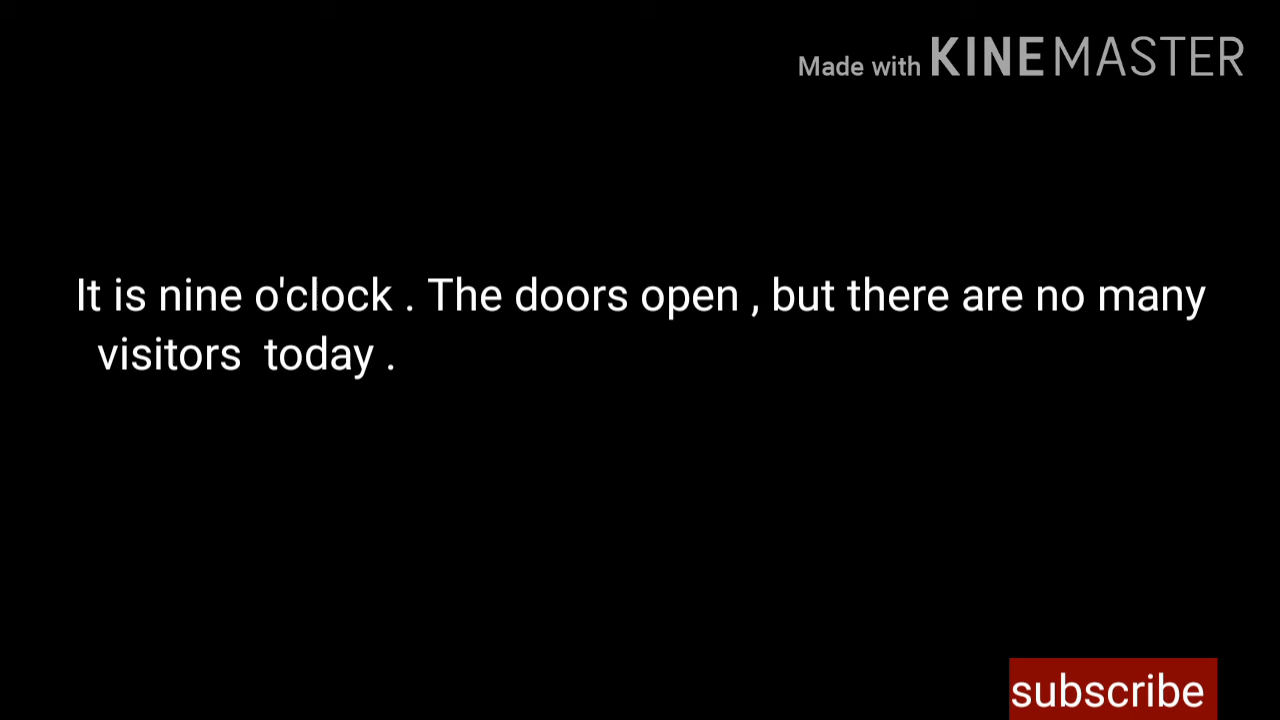 Made with KINEMASTER
It is nine o'clock . The doors open , but there are no many
visitors today .
subscribe